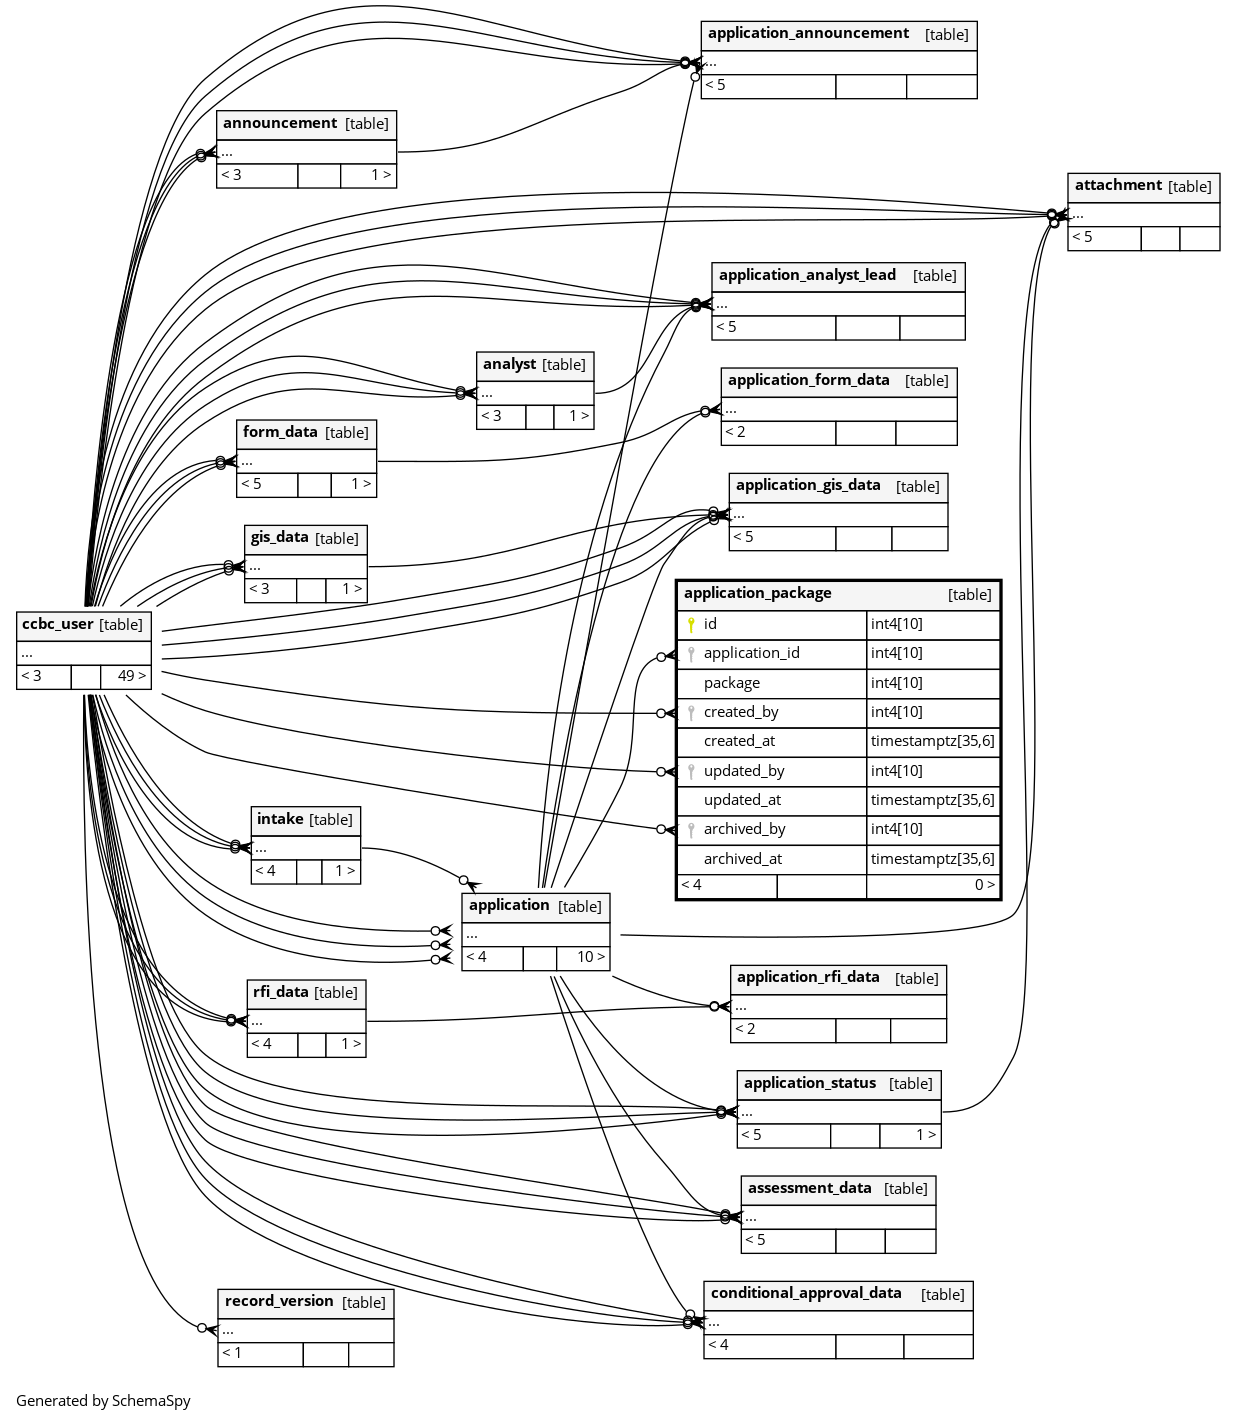 application_announcement [table]
...
< 5
announcement [table]
...
< 3 1 >
attachment [table]
...
< 5
application_analyst_lead [table]
...
< 5
analyst [table]
...
< 3 1 >
application_form_data [table]
...
< 2
form_data [table]
...
< 5 1 >
application_gis_data [table]
...
< 5
gis_data [table]
...
< 3 1 >
application_package [table]
id int4[10]
application_id int4[10]
package int4[10]
created_by int4[10]
created_at timestamptz[35,6]
updated_by int4[10]
updated_at timestamptz[35,6]
archived_by int4[10]
archived_at timestamptz[35,6]
< 4 0 >
ccbc_user [table]
...
< 3 49 >
intake [table]
...
< 4 1 >
application [table]
...
< 4 10 >
application_rfi_data [table]
...
< 2
rfi_data [table]
...
< 4 1 >
application_status [table]
...
< 5 1 >
assessment_data [table]
...
< 5
conditional_approval_data [table]
...
< 4
record_version [table]
...
< 1
Generated by SchemaSpy